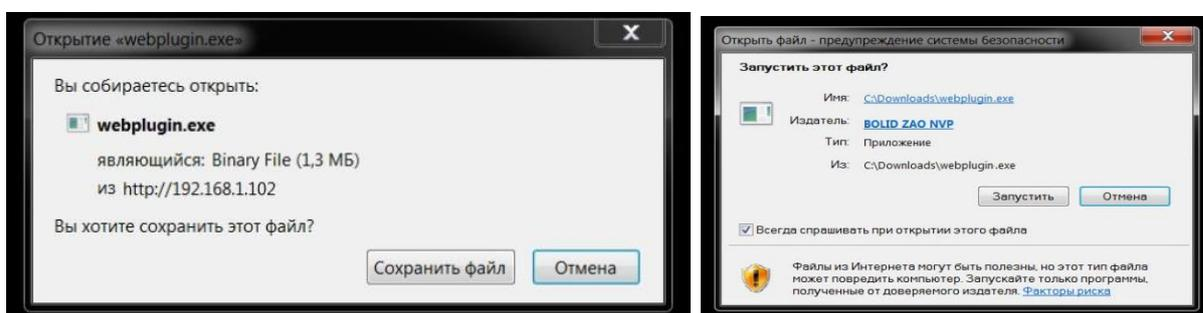 Открытие «webplugin.exe»
Вы собираетесь открыть:
webplugin.exe
являющийся: Binary File (1,3 МБ)
из http://192.168.1.102
Вы хотите сохранить этот файл?
Сохранить файл
Отмена
Открыть файл - предупреждение системы безопасности
Запустить этот файл?
Имя: C:\Downloads\webplugin.exe
Издатель: BOLID ZAO NVP
Тип: Приложение
Из: C:\Downloads\webplugin.exe
Запустить
Отмена
Всегда спрашивать при открытии этого файла
Файлы из Интернета могут быть полезны, но этот тип файла
может повредить компьютер. Запускайте только программы,
полученные от доверяемого издателя. Факторы риска